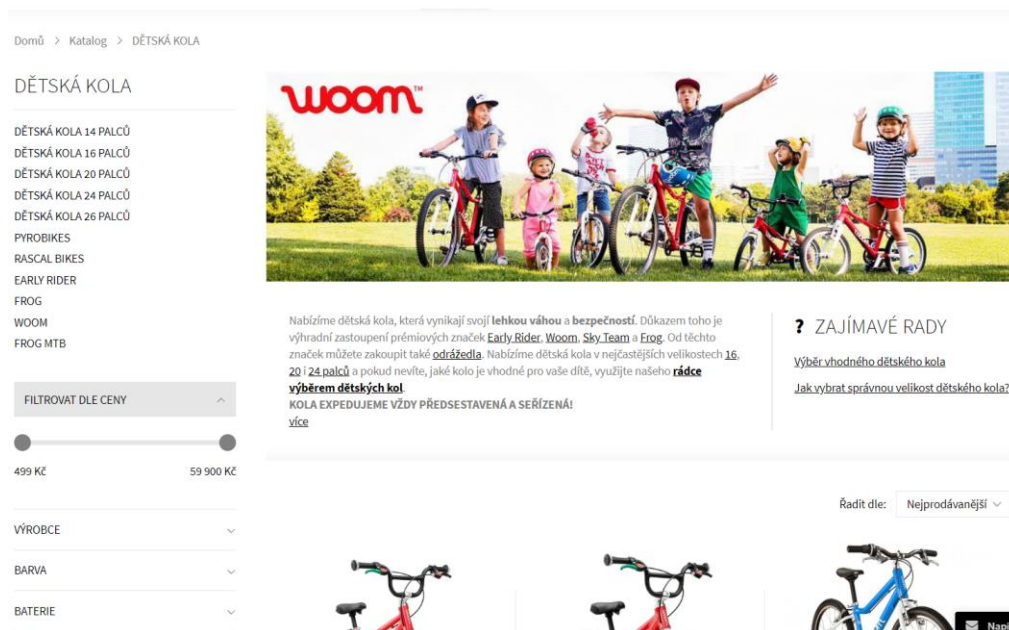 Domů > Katalog > DĚTSKÁ KOLA
DĚTSKÁ KOLA
DĚTSKÁ KOLA 14 PALCŮ
DĚTSKÁ KOLA 16 PALCŮ
DĚTSKÁ KOLA 20 PALCŮ
DĚTSKÁ KOLA 24 PALCŮ
DĚTSKÁ KOLA 26 PALCŮ
PYROBIKES
RASCAL BIKES
EARLY RIDER
FROG
WOOM
FROG MTB
FILTROVAT DLE CENY
499 Kč 59 900 Kč
VÝROBCE
BARVA
BATERIE
woom™
Nabízíme dětská kola, která vynikají svojí lehkou váhou a bezpečností. Důkazem toho je
výhradní zastoupení prémiových značek Early Rider, Woom, Sky Team a Frog. Od těchto
značek můžete zakoupit také odrážedla. Nabízíme dětská kola v nejčastějších velikostech 16,
20 i 24 palců a pokud nevíte, jaké kolo je vhodné pro vaše dítě, využijte našeho rádce
výběrem dětských kol.
KOLA EXPEDUJEME VŽDY PŘEDSESTAVENÁ A SEŘÍZENÁ!
více
? ZAJÍMAVÉ RADY
Výběr vhodného dětského kola
Jak vybrat správnou velikost dětského kola?
Řadit dle: Nejprodávanější